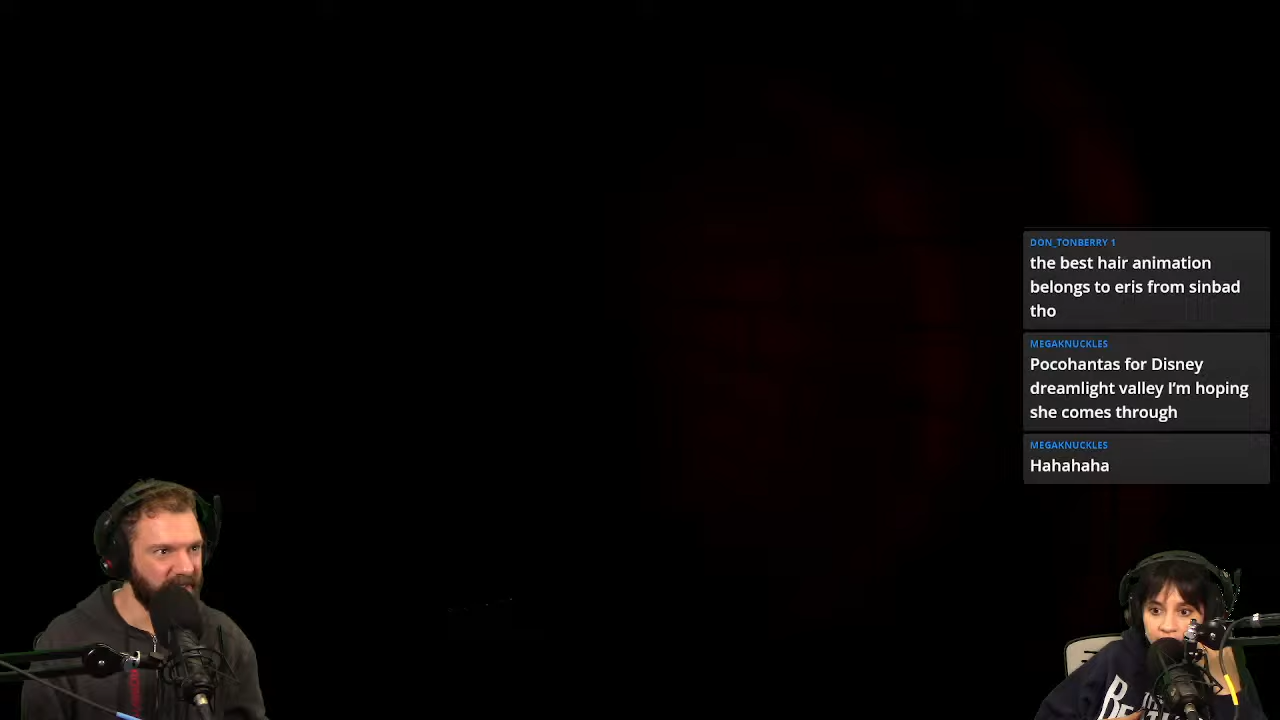 DON_TONBERRY 1
the best hair animation
belongs to eris from sinbad
tho
MEGAKNUCKLES
Pocohantas for Disney
dreamlight valley I'm hoping
she comes through
MEGAKNUCKLES
Hahahaha